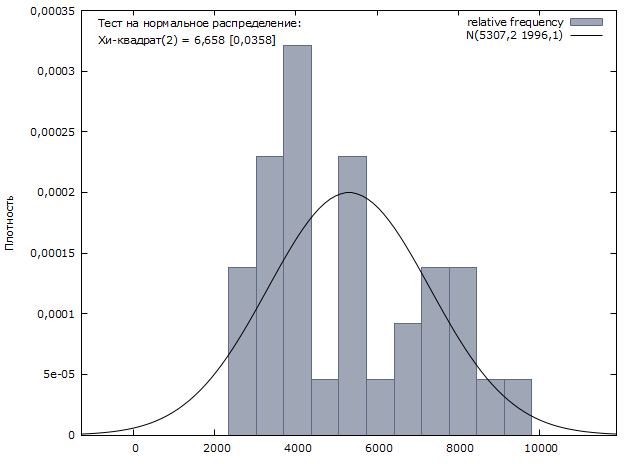 Тест на нормальное распределение:
Хи-квадрат(2) = 6,658 [0,0358]
relative frequency
N(5307,2 1996,1)
Плотность
0,00035
0,0003
0,00025
0,0002
0,00015
0,0001
5e-05
0
0
2000
4000
6000
8000
10000